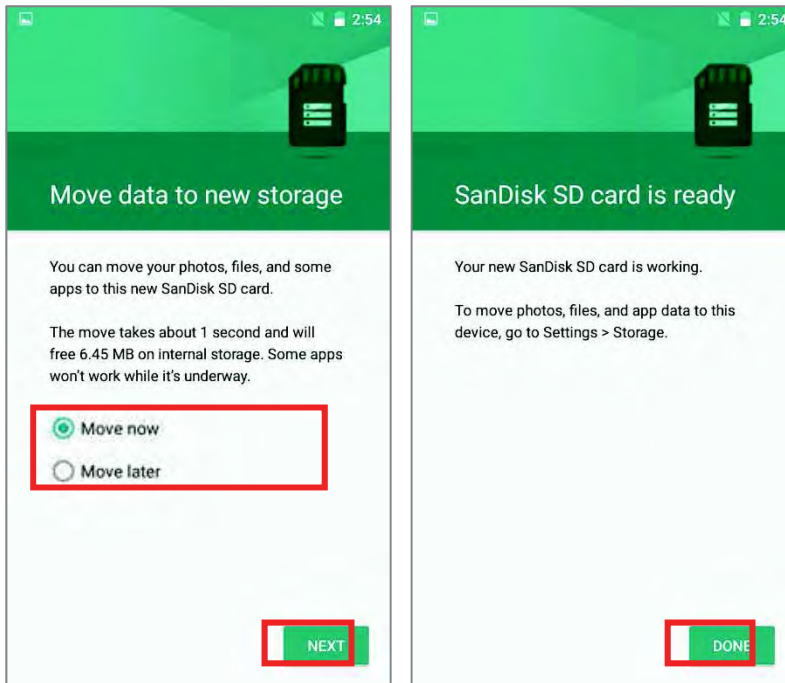 2:54
Move data to new storage
You can move your photos, files, and some
apps to this new SanDisk SD card.
The move takes about 1 second and will
free 6.45 MB on internal storage. Some apps
won't work while it's underway.
Move now
Move later
NEXT
2:54
SanDisk SD card is ready
Your new SanDisk SD card is working.
To move photos, files, and app data to this
device, go to Settings > Storage.
DONE